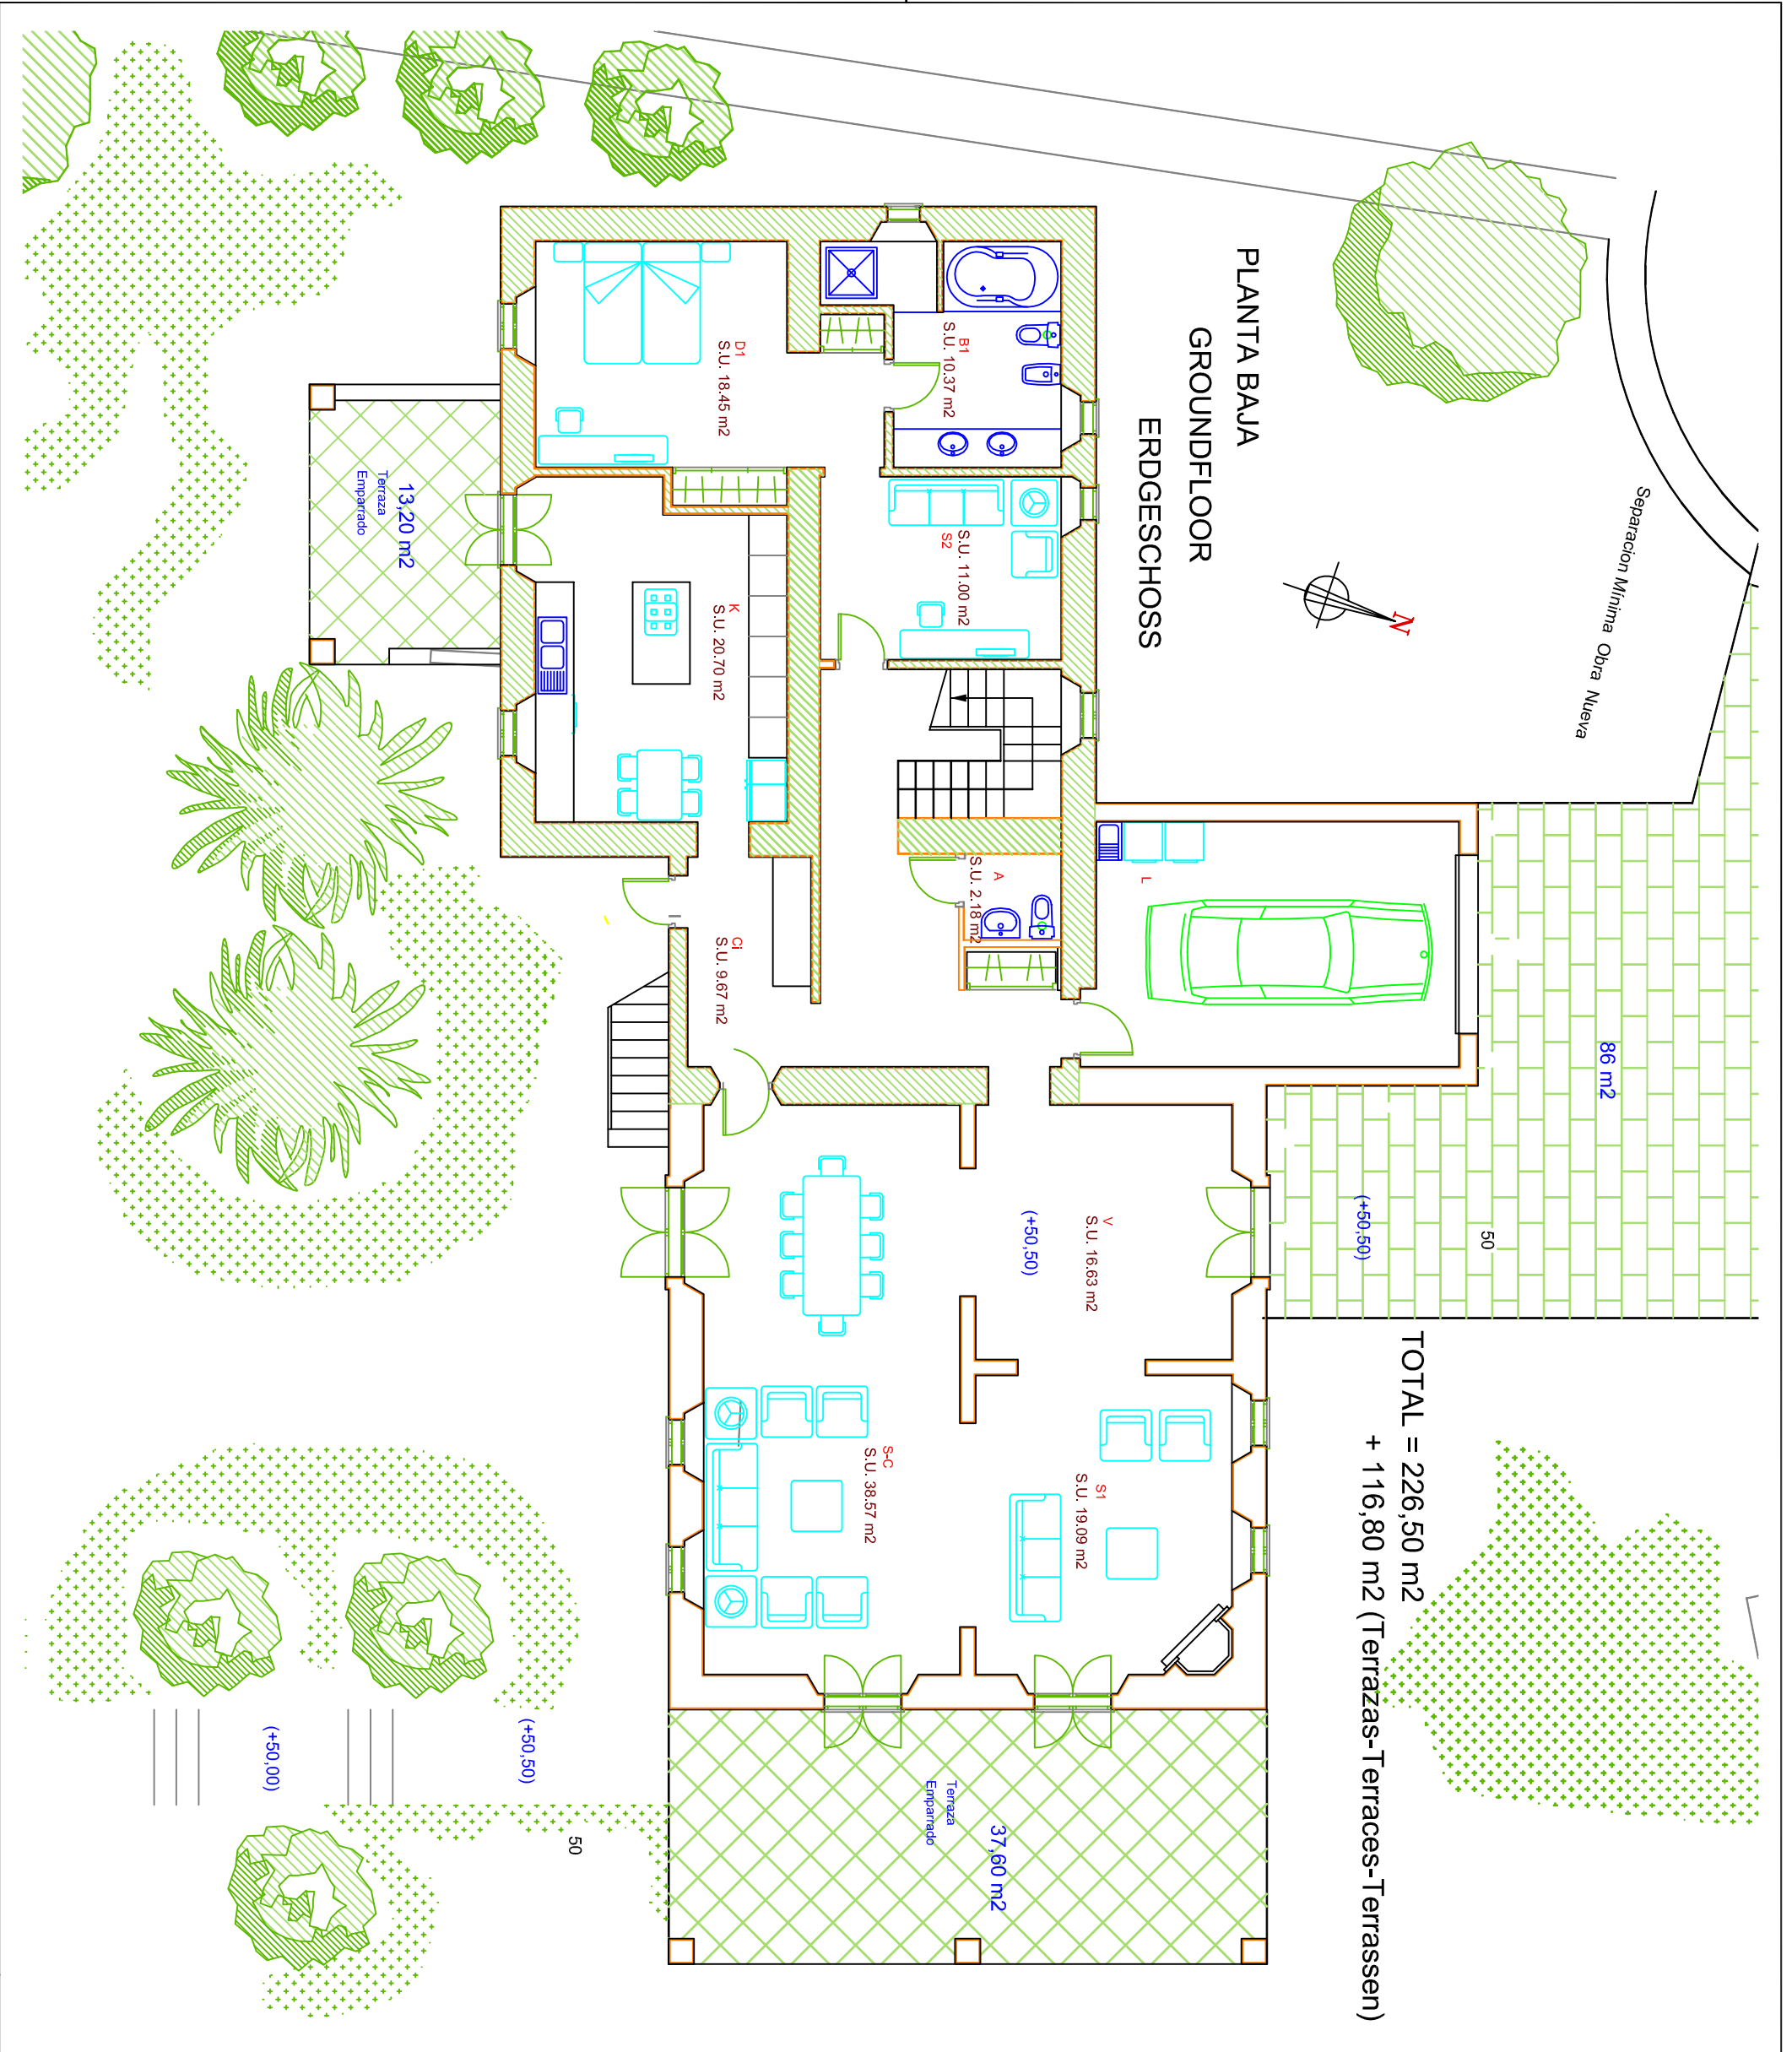 PLANTA BAJA
GROUNDFLOOR
ERDGESCHOSS
N
Separacion Minima Obra Nueva
B1
S.U. 10.37 m2
D1
S.U. 18.45 m2
S.U. 11.00 m2
S2
K
S.U. 20.70 m2
13,20 m2
Terraza
Emparrado
L
A
S.U. 2.18 m2
Ci
S.U. 9.67 m2
86 m2
50
(+50,50)
V
S.U. 16.63 m2
(+50,50)
TOTAL = 226,50 m2
+ 116,80 m2 (Terrazas-Terraces-Terrassen)
S1
S.U. 19.09 m2
S-C
S.U. 38.57 m2
37,60 m2
Terraza
Emparrado
50
(+50,50)
(+50,00)